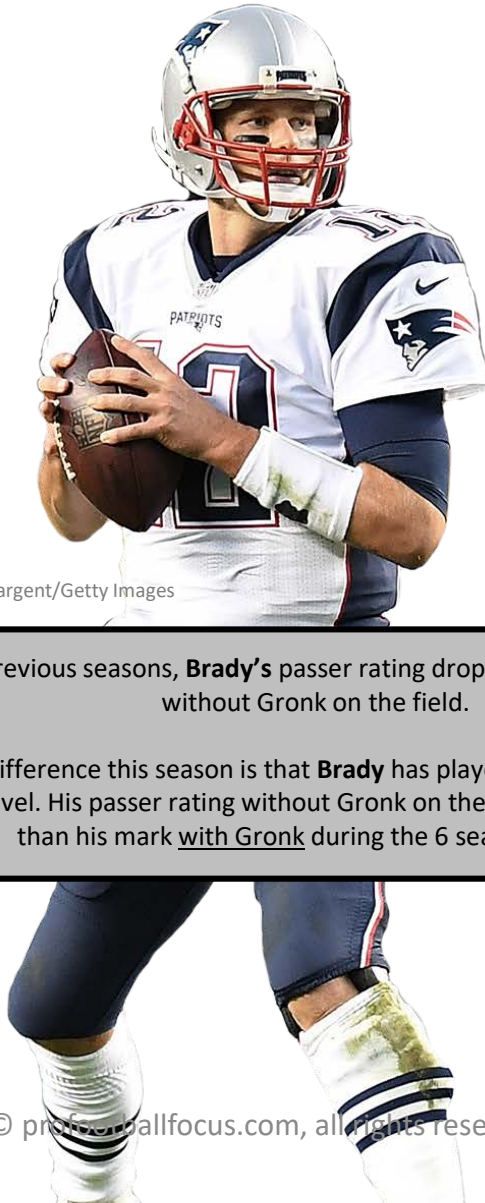 PATRIOTS
12
12
argent/Getty Images
revious seasons, Brady’s passer rating drop
without Gronk on the field.
ifference this season is that Brady has playe
vel. His passer rating without Gronk on the
than his mark with Gronk during the 6 sea
© profootballfocus.com, all rights rese